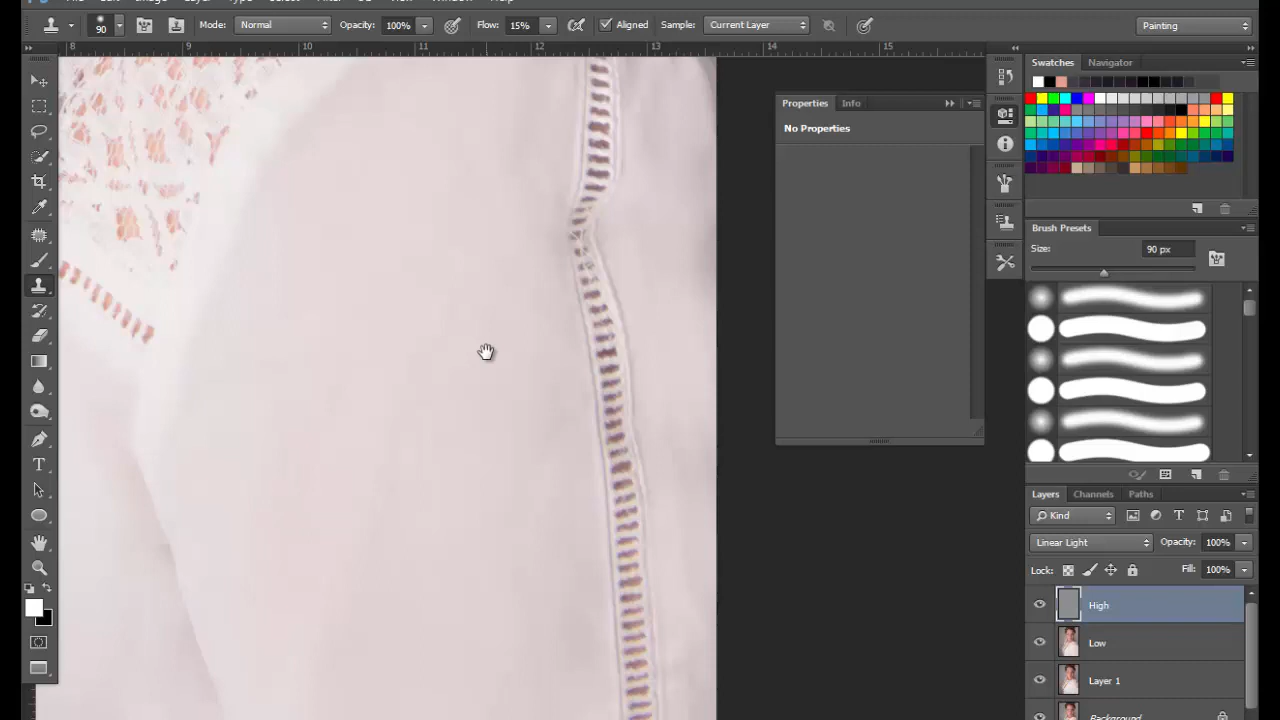 90 Mode: Normal Opacity: 100% Flow: 15% Aligned Sample: Current Layer Painting
8 9 10 11 12 13 14 15
Swatches Navigator
Properties Info
No Properties
Brush Presets
Size: 90 px
Layers Channels Paths
Kind
Linear Light Opacity: 100%
Lock: Fill: 100%
High
Low
Layer 1
Background